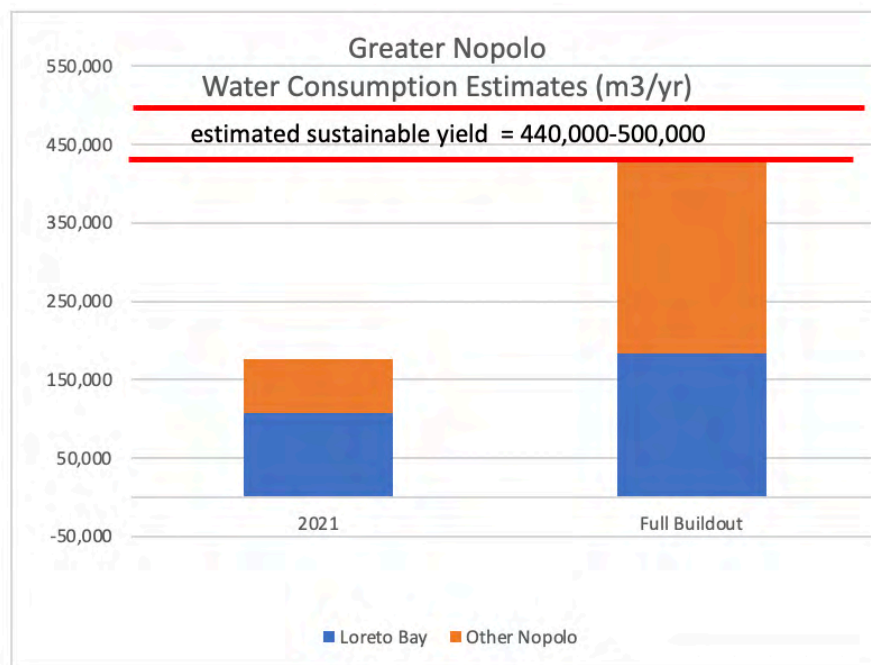 Greater Nopolo
Water Consumption Estimates (m3/yr)
550,000
estimated sustainable yield = 440,000-500,000
450,000
350,000
250,000
150,000
50,000
-50,000
2021
Full Buildout
Loreto Bay
Other Nopolo